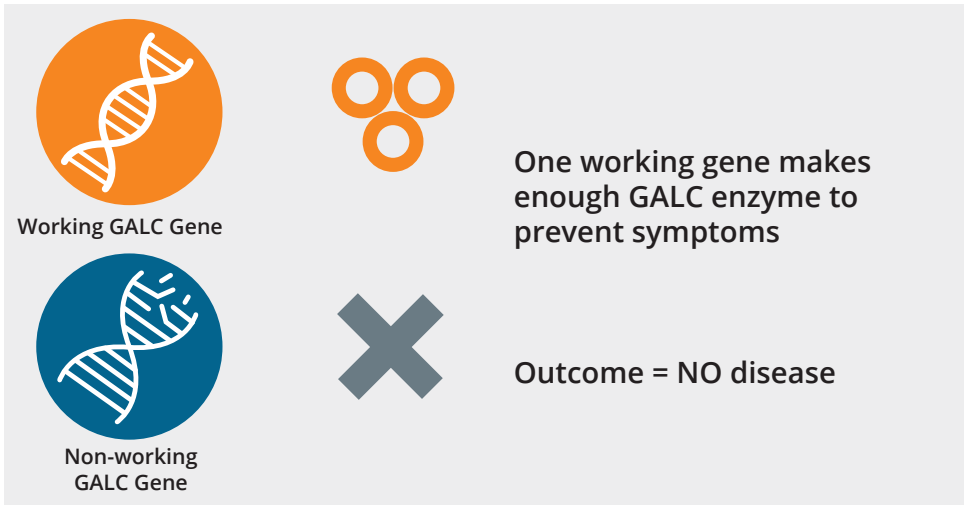 Working GALC Gene
One working gene makes
enough GALC enzyme to
prevent symptoms
Non-working
GALC Gene
Outcome = NO disease